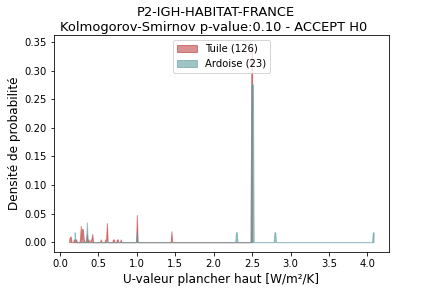 P2-IGH-HABITAT-FRANCE
Kolmogorov-Smirnov p-value:0.10 - ACCEPT H0
Tuile (126)
Ardoise (23)
Densité de probabilité
0.35
0.30
0.25
0.20
0.15
0.10
0.05
0.00
0.0 0.5 1.0 1.5 2.0 2.5 3.0 3.5 4.0
U-valeur plancher haut [W/m²/K]